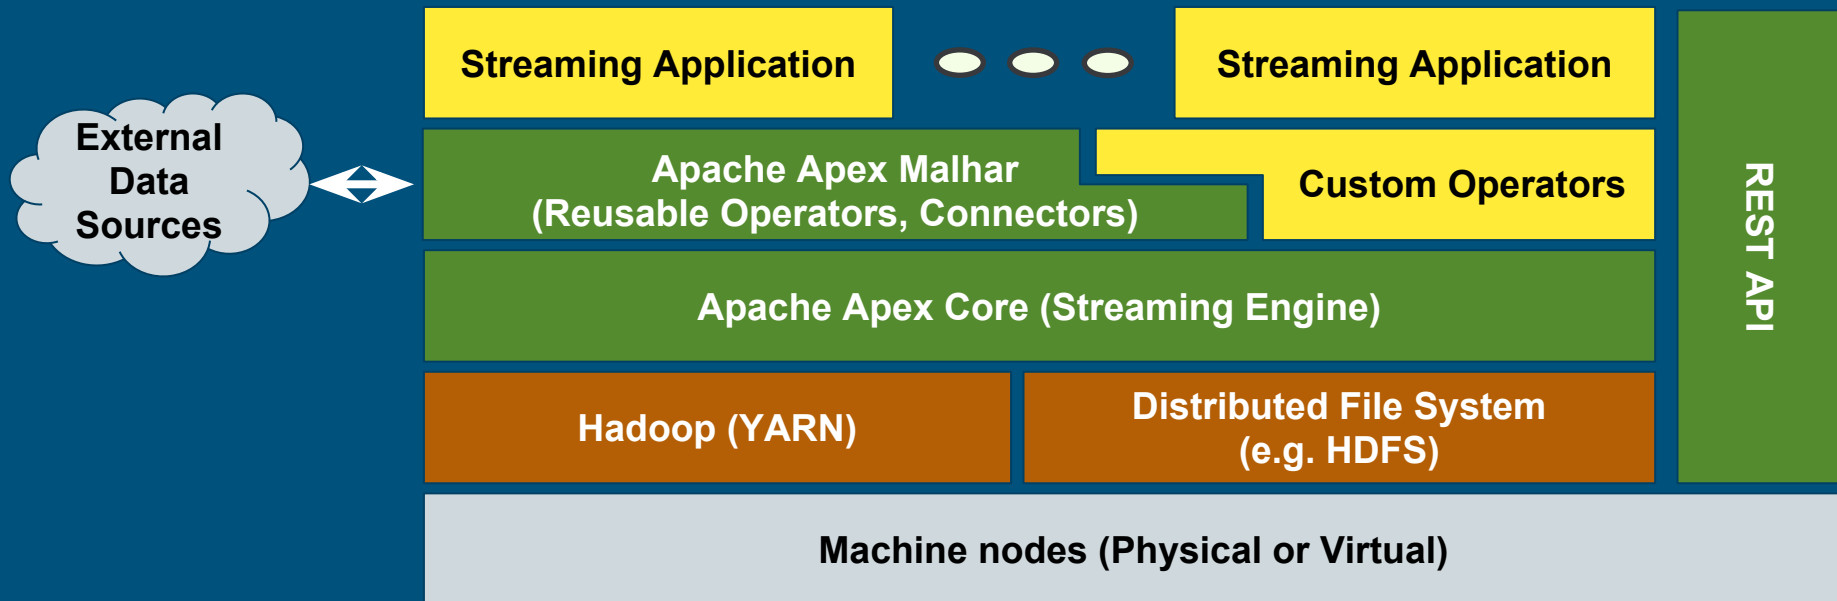 Streaming Application
Streaming Application
External
Data
Sources
Apache Apex Malhar
(Reusable Operators, Connectors)
Custom Operators
REST API
Apache Apex Core (Streaming Engine)
Hadoop (YARN)
Distributed File System
(e.g. HDFS)
Machine nodes (Physical or Virtual)